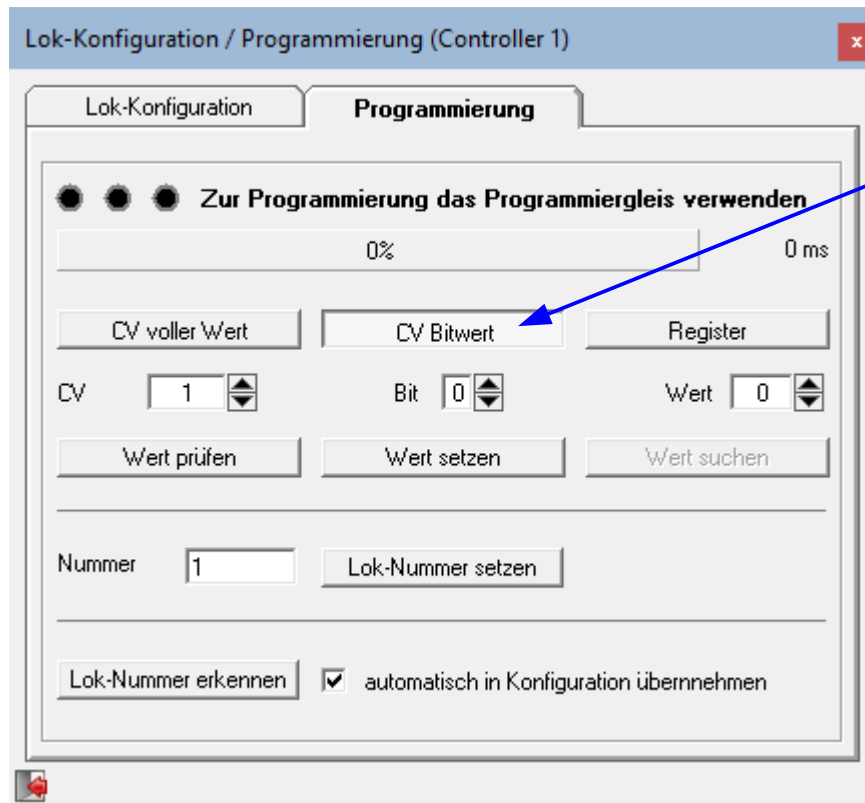 Lok-Konfiguration / Programmierung (Controller 1)
x
Lok-Konfiguration Programmierung
Zur Programmierung das Programmiergleis verwenden
0% 0 ms
CV voller Wert CV Bitwert Register
CV 1 Bit 0 Wert 0
Wert prüfen Wert setzen Wert suchen
Nummer 1 Lok-Nummer setzen
Lok-Nummer erkennen automatisch in Konfiguration übernnehmen